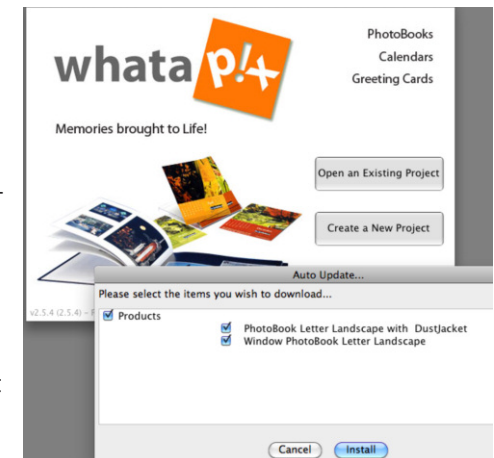 PhotoBooks
Calendars
Greeting Cards
whata p!x
Memories brought to Life!
Open an Existing Project
Create a New Project
Auto Update...
Please select the items you wish to download...
v2.5.4 (2.5.4) –
Products
PhotoBook Letter Landscape with DustJacket
Window PhotoBook Letter Landscape
Cancel
Install